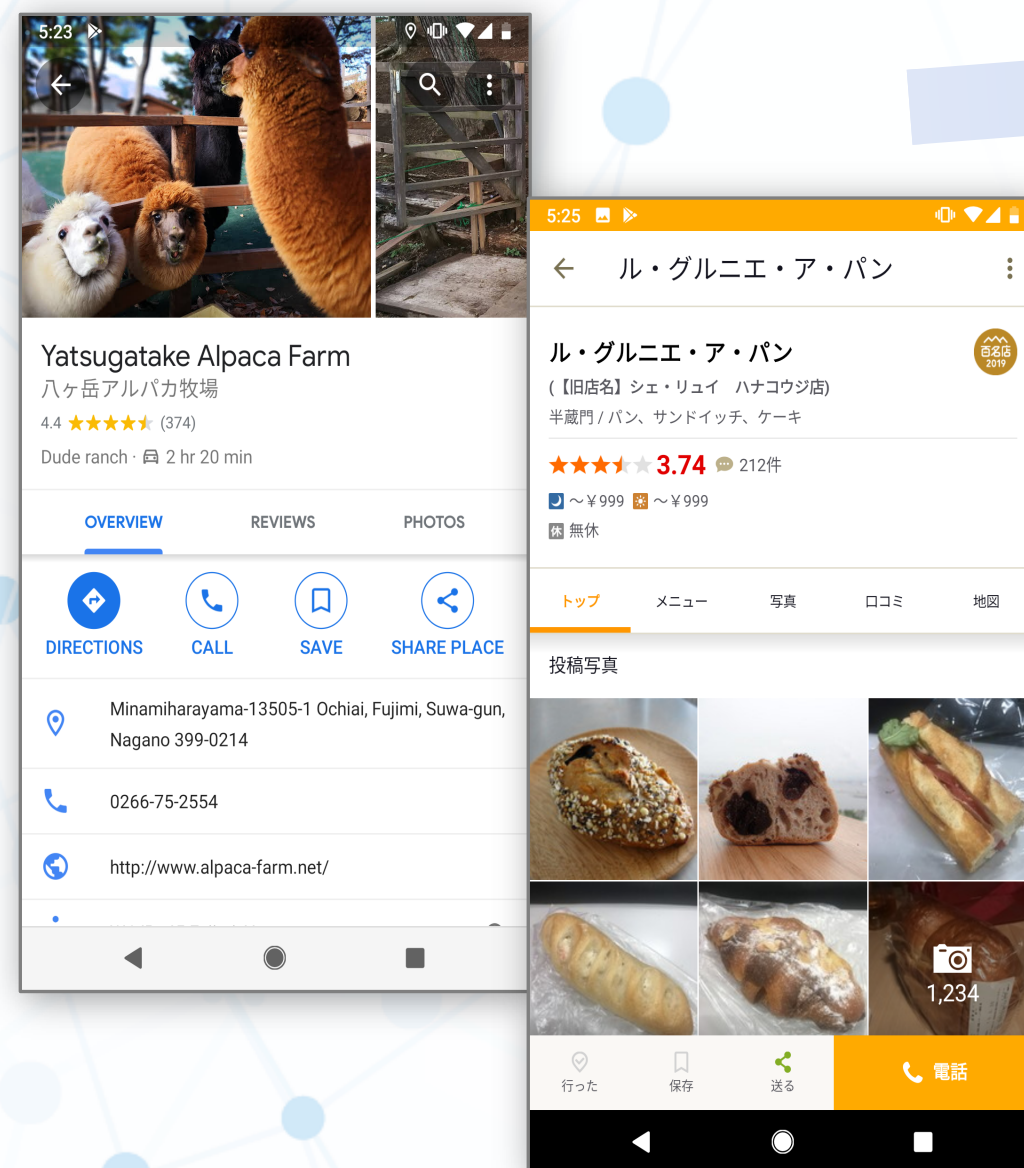 5:23
Yatsugatake Alpaca Farm
八ヶ岳アルパカ牧場
4.4 (374)
Dude ranch · 2 hr 20 min
OVERVIEW REVIEWS PHOTOS
DIRECTIONS CALL SAVE SHARE PLACE
Minamiharayama-13505-1 Ochiai, Fujimi, Suwa-gun,
Nagano 399-0214
0266-75-2554
http://www.alpaca-farm.net/
5:25
ル・グルニエ・ア・パン
ル・グルニエ・ア・パン
百名店
2019
(【旧店名】シェ・リュイ　ハナコウジ店)
半蔵門 / パン、サンドイッチ、ケーキ
3.74 212件
～￥999 ～￥999
休 無休
トップ メニュー 写真 口コミ 地図
投稿写真
1,234
行った 保存 送る 電話